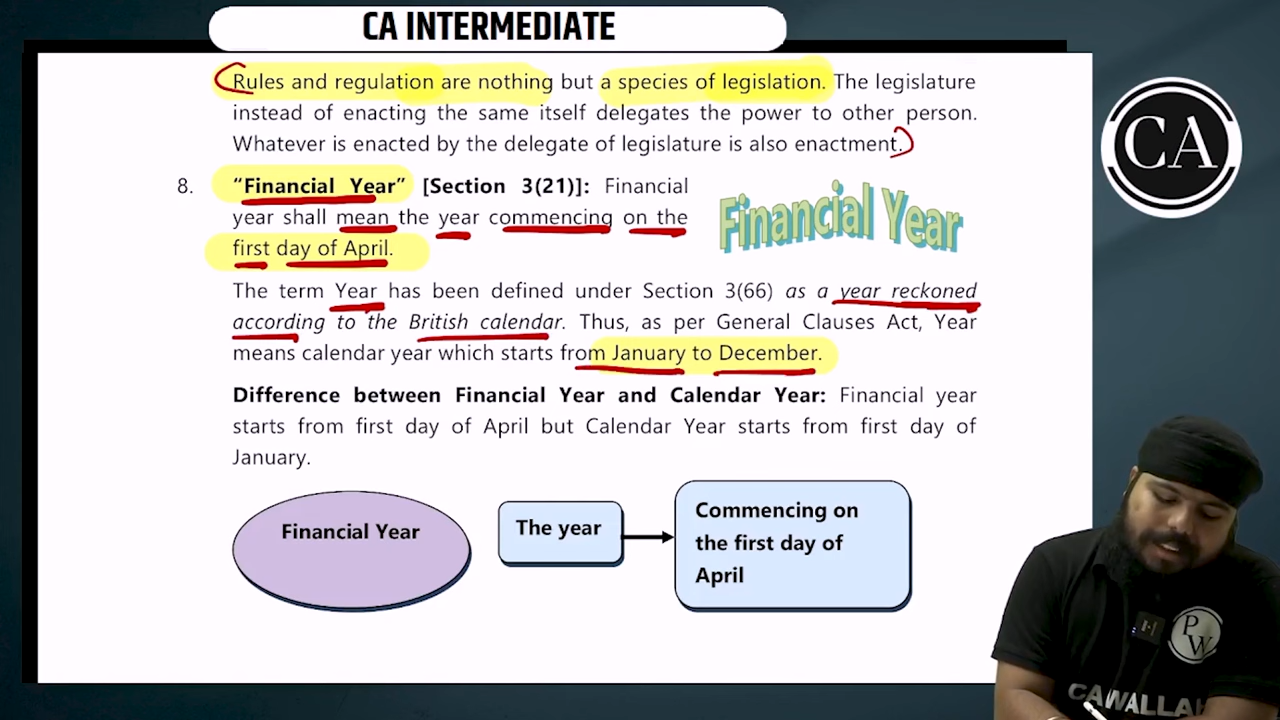 CA INTERMEDIATE
Rules and regulation are nothing but a species of legislation. The legislature
instead of enacting the same itself delegates the power to other person.
Whatever is enacted by the delegate of legislature is also enactment.
CA
8. “Financial Year” [Section 3(21)]: Financial
year shall mean the year commencing on the
first day of April.
Financial Year
The term Year has been defined under Section 3(66) as a year reckoned
according to the British calendar. Thus, as per General Clauses Act, Year
means calendar year which starts from January to December.
Difference between Financial Year and Calendar Year: Financial year
starts from first day of April but Calendar Year starts from first day of
January.
Financial Year
The year
Commencing on
the first day of
April
PW
CAWALLAH